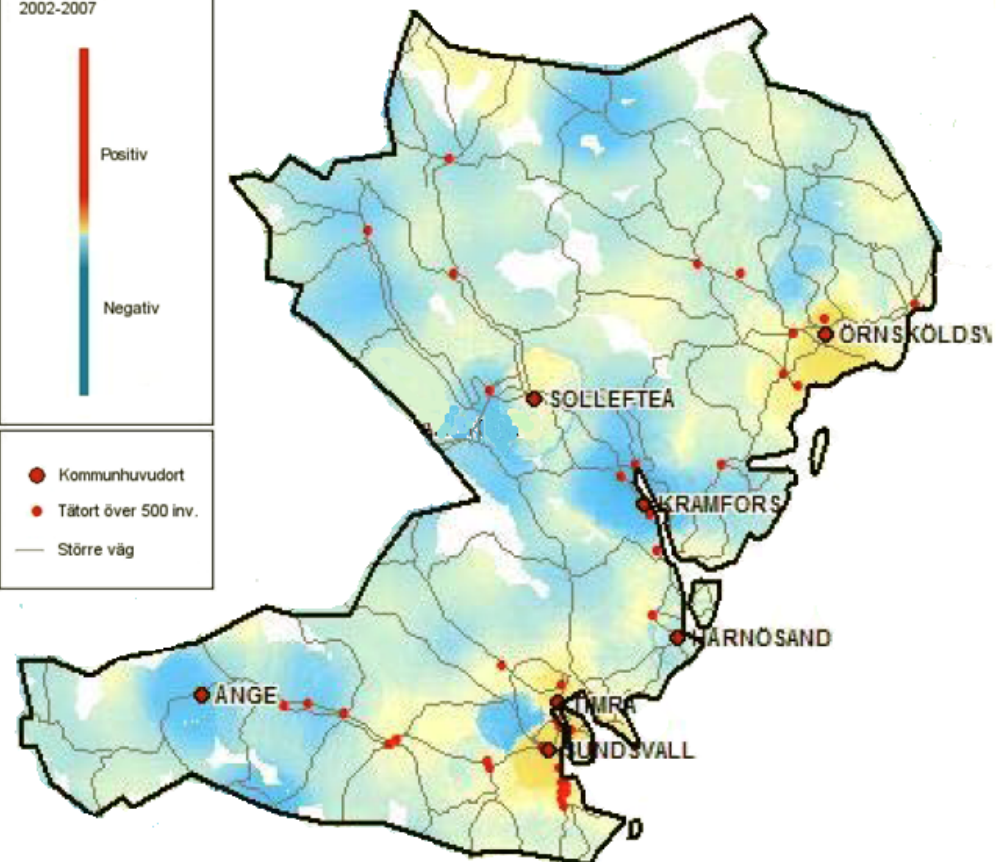 2002-2007
Positiv
Negativ
Kommunhuvudort
Tätort över 500 inv.
Större väg
ÖRNSKÖLDSV
SOLLEFTEÅ
KRAMFORS
HÄRNÖSAND
ÅNGE
TIMRÅ
SUNDSVALL